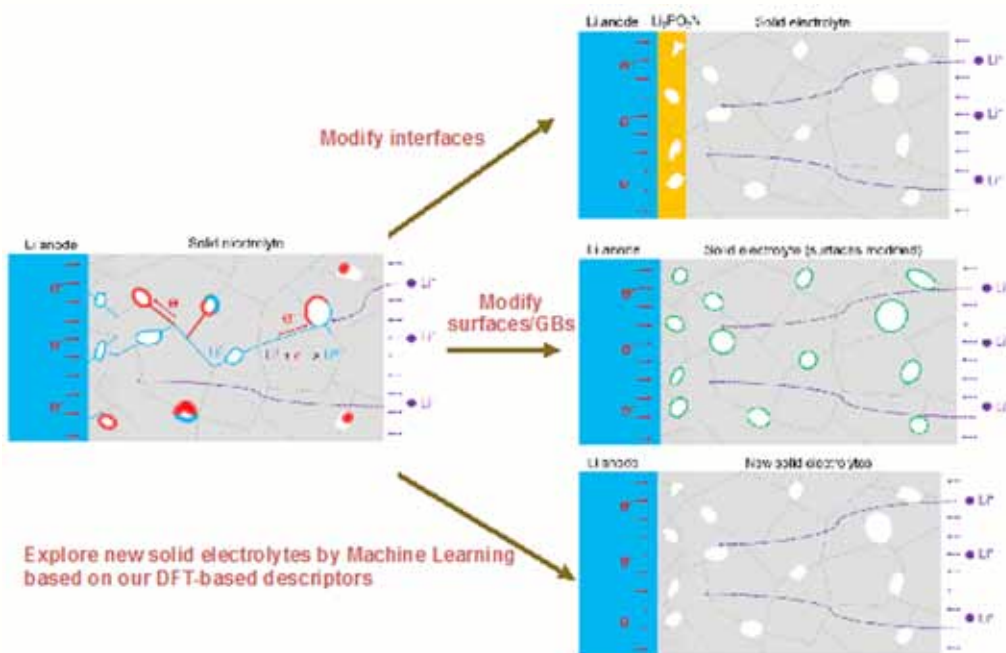 Li anode
Solid electrolyte
Li⁺
Li⁺
Li⁺
Modify interfaces
Li anode
Solid electrolyte
e⁻
Li⁺
Li⁺
Li
Modify
surfaces/GBs
Li anode
Solid electrolyte (surfaces modified)
Li⁺
Li⁺
Li
Explore new solid electrolytes by Machine Learning
based on our DFT-based descriptors
Li anode
New solid electrolytes
Li⁺
Li⁺
Li⁺